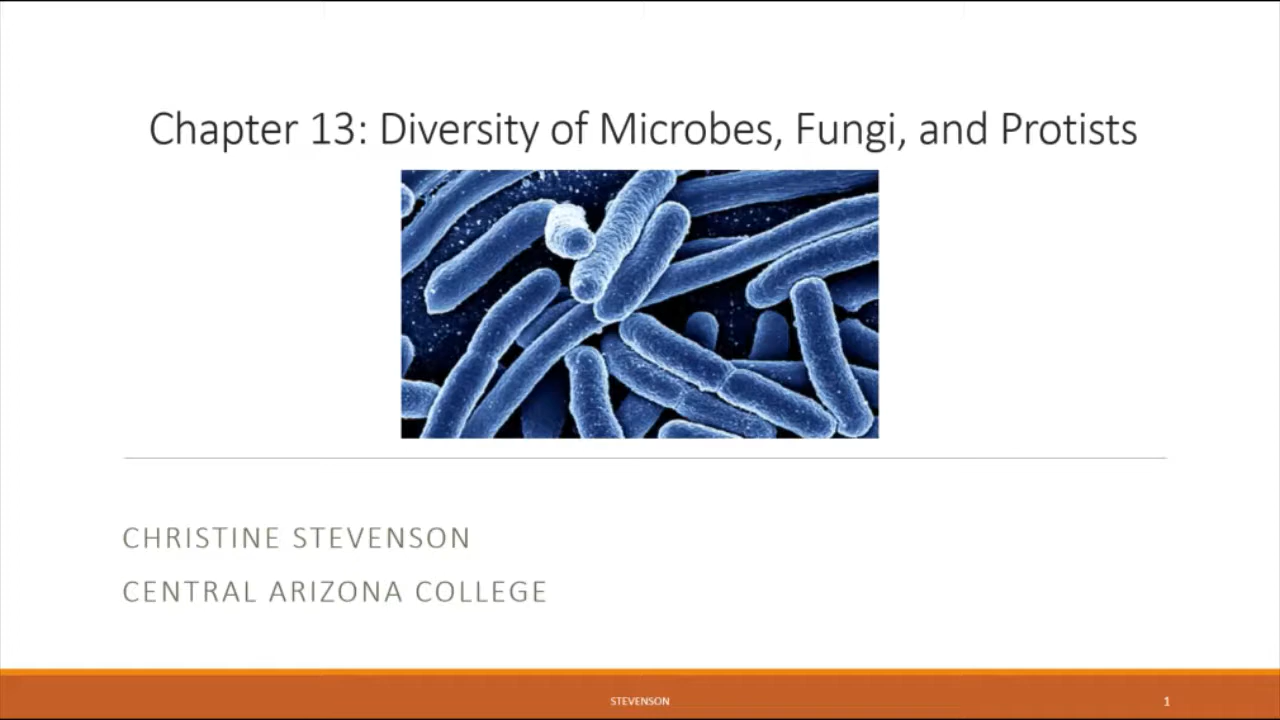 Chapter 13: Diversity of Microbes, Fungi, and Protists
CHRISTINE STEVENSON
CENTRAL ARIZONA COLLEGE
STEVENSON
1